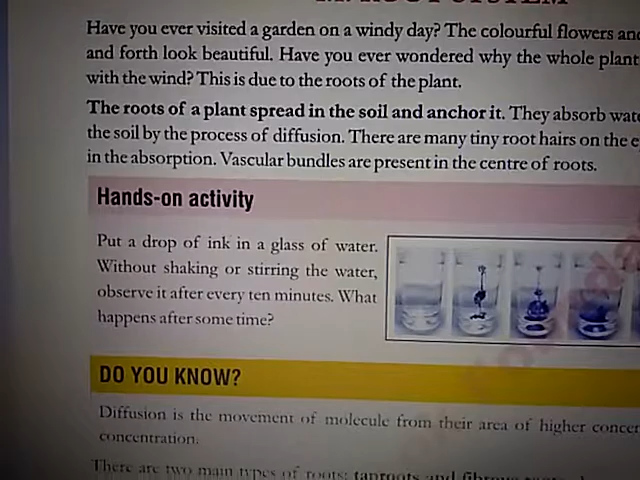 ROOT SYSTEM
Have you ever visited a garden on a windy day? The colourful flowers
and forth look beautiful. Have you ever wondered why the whole plant
with the wind? This is due to the roots of the plant.
The roots of a plant spread in the soil and anchor it. They absorb
the soil by the process of diffusion. There are many tiny root hairs on the
in the absorption. Vascular bundles are present in the centre of roots.
Hands-on activity
Put a drop of ink in a glass of water.
Without shaking or stirring the water,
observe it after every ten minutes. What
happens after some time?
DO YOU KNOW?
Diffusion is the movement of molecule from their area of higher
concentration.
There are two main types of roots: taproots and